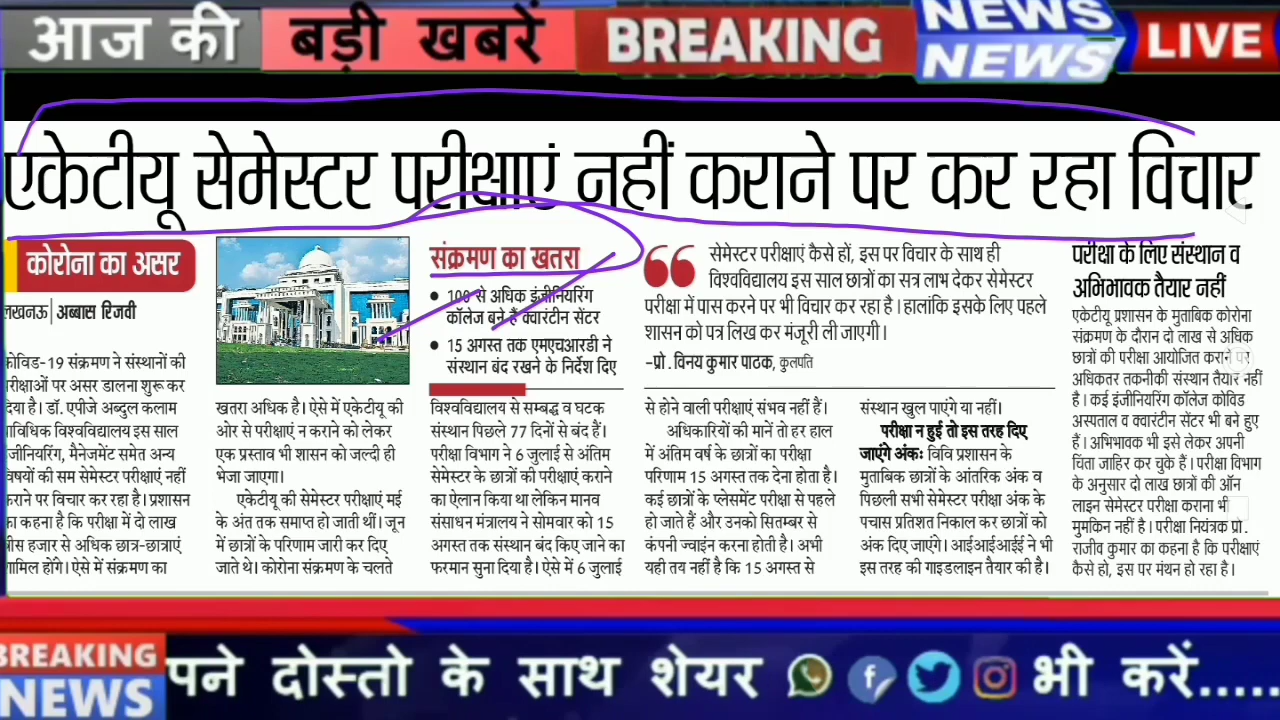 आज की बड़ी खबरें BREAKING NEWS LIVE
NEWS
एकेटीयू सेमेस्टर परीक्षाएं नहीं कराने पर कर रहा विचार
कोरोना का असर
लखनऊ | अब्बास रिजवी
कोविड-19 संक्रमण ने संस्थानों की
परीक्षाओं पर असर डालना शुरू कर
दिया है। डॉ. एपीजे अब्दुल कलाम
प्राविधिक विश्वविद्यालय इस साल
इंजीनियरिंग, मैनेजमेंट समेत अन्य
विषयों की सम सेमेस्टर परीक्षाएं नहीं
कराने पर विचार कर रहा है। प्रशासन
का कहना है कि परीक्षा में दो लाख
बीस हजार से अधिक छात्र-छात्राएं
शामिल होंगे। ऐसे में संक्रमण का
खतरा अधिक है। ऐसे में एकेटीयू की
ओर से परीक्षाएं न कराने को लेकर
एक प्रस्ताव भी शासन को जल्दी ही
भेजा जाएगा।
एकेटीयू की सेमेस्टर परीक्षाएं मई
के अंत तक समाप्त हो जाती थीं। जून
में छात्रों के परिणाम जारी कर दिए
जाते थे। कोरोना संक्रमण के चलते
संक्रमण का खतरा
• 100 से अधिक इंजीनियरिंग
कॉलेज बने हैं क्वारंटीन सेंटर
• 15 अगस्त तक एमएचआरडी ने
संस्थान बंद रखने के निर्देश दिए
विश्वविद्यालय से सम्बद्ध व घटक
संस्थान पिछले 77 दिनों से बंद हैं।
परीक्षा विभाग ने 6 जुलाई से अंतिम
सेमेस्टर के छात्रों की परीक्षाएं कराने
का ऐलान किया था लेकिन मानव
संसाधन मंत्रालय ने सोमवार को 15
अगस्त तक संस्थान बंद किए जाने का
फरमान सुना दिया है। ऐसे में 6 जुलाई
सेमेस्टर परीक्षाएं कैसे हों, इस पर विचार के साथ ही
विश्वविद्यालय इस साल छात्रों का सत्र लाभ देकर सेमेस्टर
परीक्षा में पास करने पर भी विचार कर रहा है। हालांकि इसके लिए पहले
शासन को पत्र लिख कर मंजूरी ली जाएगी।
–प्रो. विनय कुमार पाठक, कुलपति
से होने वाली परीक्षाएं संभव नहीं हैं।
अधिकारियों की मानें तो हर हाल
में अंतिम वर्ष के छात्रों का परीक्षा
परिणाम 15 अगस्त तक देना होता है।
कई छात्रों के प्लेसमेंट परीक्षा से पहले
हो जाते हैं और उनको सितम्बर से
कंपनी ज्वाइंन करना होती है। अभी
यही तय नहीं है कि 15 अगस्त से
संस्थान खुल पाएंगे या नहीं।
परीक्षा न हुई तो इस तरह दिए
जाएंगे अंकः विवि प्रशासन के
मुताबिक छात्रों के आंतरिक अंक व
पिछली सभी सेमेस्टर परीक्षा अंक के
पचास प्रतिशत निकाल कर छात्रों को
अंक दिए जाएंगे। आईआईआईई ने भी
इस तरह की गाइडलाइन तैयार की है।
परीक्षा के लिए संस्थान व
अभिभावक तैयार नहीं
एकेटीयू प्रशासन के मुताबिक कोरोना
संक्रमण के दौरान दो लाख से अधिक
छात्रों की परीक्षा आयोजित कराने पर
अधिकतर तकनीकी संस्थान तैयार नहीं
है। कई इंजीनियरिंग कॉलेज कोविड
अस्पताल व क्वारंटीन सेंटर भी बने हुए
हैं। अभिभावक भी इसे लेकर अपनी
चिंता जाहिर कर चुके हैं। परीक्षा विभाग
के अनुसार दो लाख छात्रों की ऑन
लाइन सेमेस्टर परीक्षा कराना भी
मुमकिन नहीं है। परीक्षा नियंत्रक प्रो.
राजीव कुमार का कहना है कि परीक्षाएं
कैसे हो, इस पर मंथन हो रहा है।
BREAKING
NEWS
पने दोस्तो के साथ शेयर भी करें.....